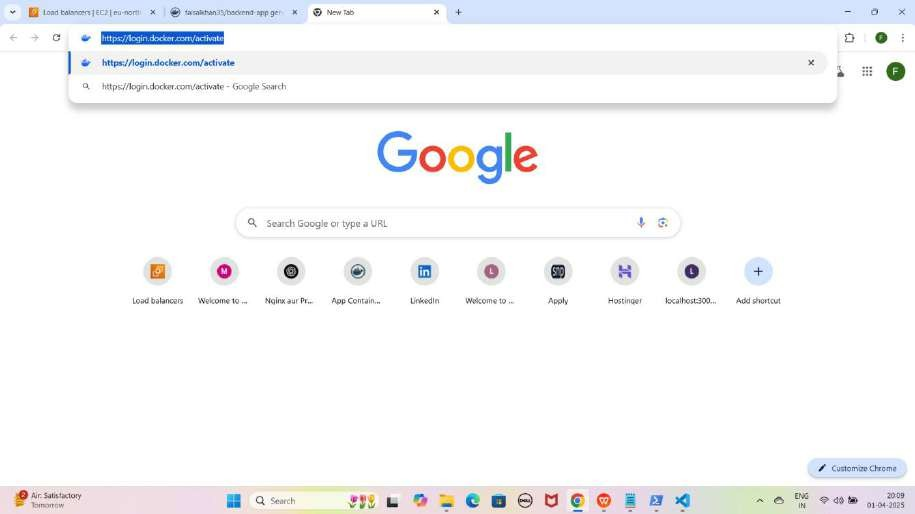 Load balancers | EC2 | eu-north
faisalkhan35/backend-app gen
New Tab
https://login.docker.com/activate
F
https://login.docker.com/activate
https://login.docker.com/activate - Google Search
F
Google
Search Google or type a URL
M
L
L
Load balancers
Welcome to ...
Nginx aur Pr...
App Contain...
LinkedIn
Welcome to ...
Apply
Hostinger
localhost:300...
Add shortcut
Customize Chrome
2
Air: Satisfactory
Tomorrow
Search
ENG
IN
20:09
01-04-2025